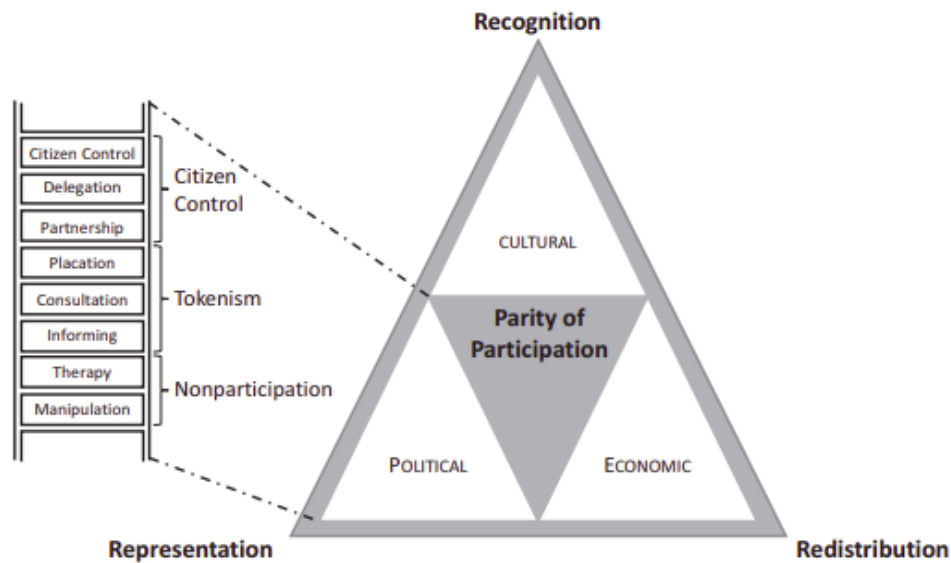 Recognition
Citizen Control
Delegation
Partnership
Placation
Consultation
Informing
Therapy
Manipulation
Citizen
Control
Tokenism
Nonparticipation
CULTURAL
Parity of
Participation
POLITICAL
ECONOMIC
Representation
Redistribution